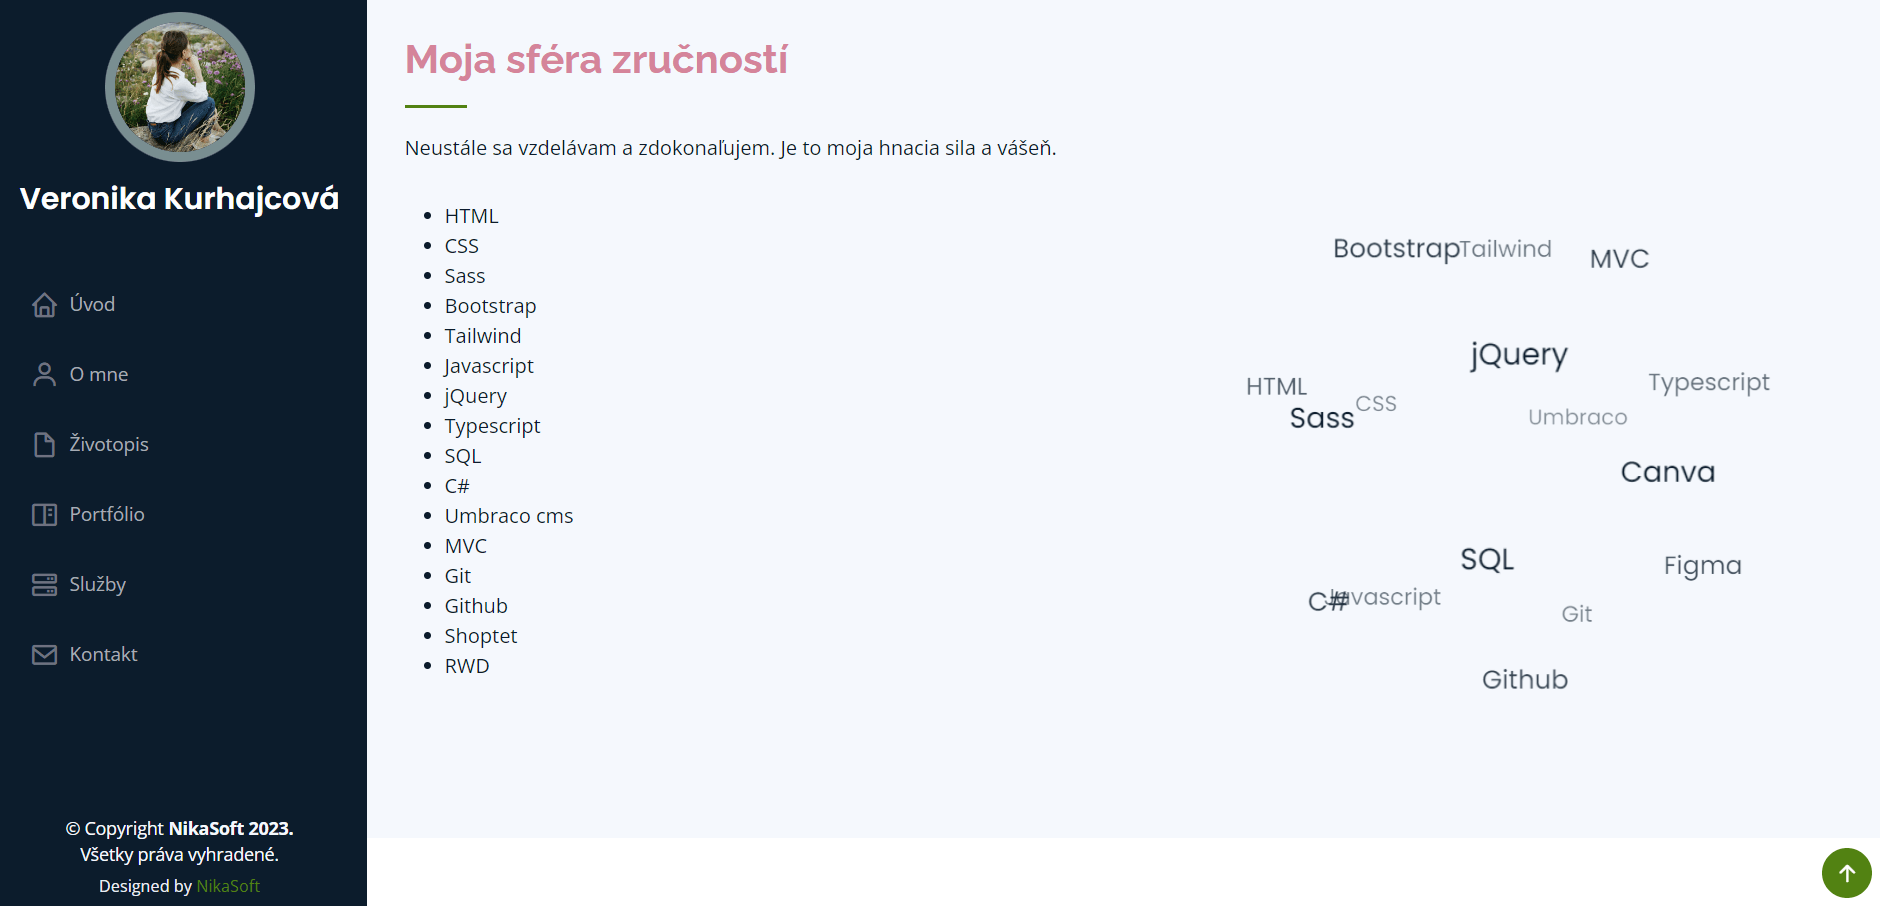 Veronika Kurhajcová
Úvod
O mne
Životopis
Portfólio
Služby
Kontakt
© Copyright NikaSoft 2023.
Všetky práva vyhradené.
Designed by NikaSoft
Moja sféra zručností
Neustále sa vzdelávam a zdokonaľujem. Je to moja hnacia sila a vášeň.
HTML
CSS
Sass
Bootstrap
Tailwind
Javascript
jQuery
Typescript
SQL
C#
Umbraco cms
MVC
Git
Github
Shoptet
RWD
Bootstrap Tailwind MVC
jQuery
HTML CSS Typescript
Sass Umbraco
Canva
SQL Figma
C# Javascript Git
Github